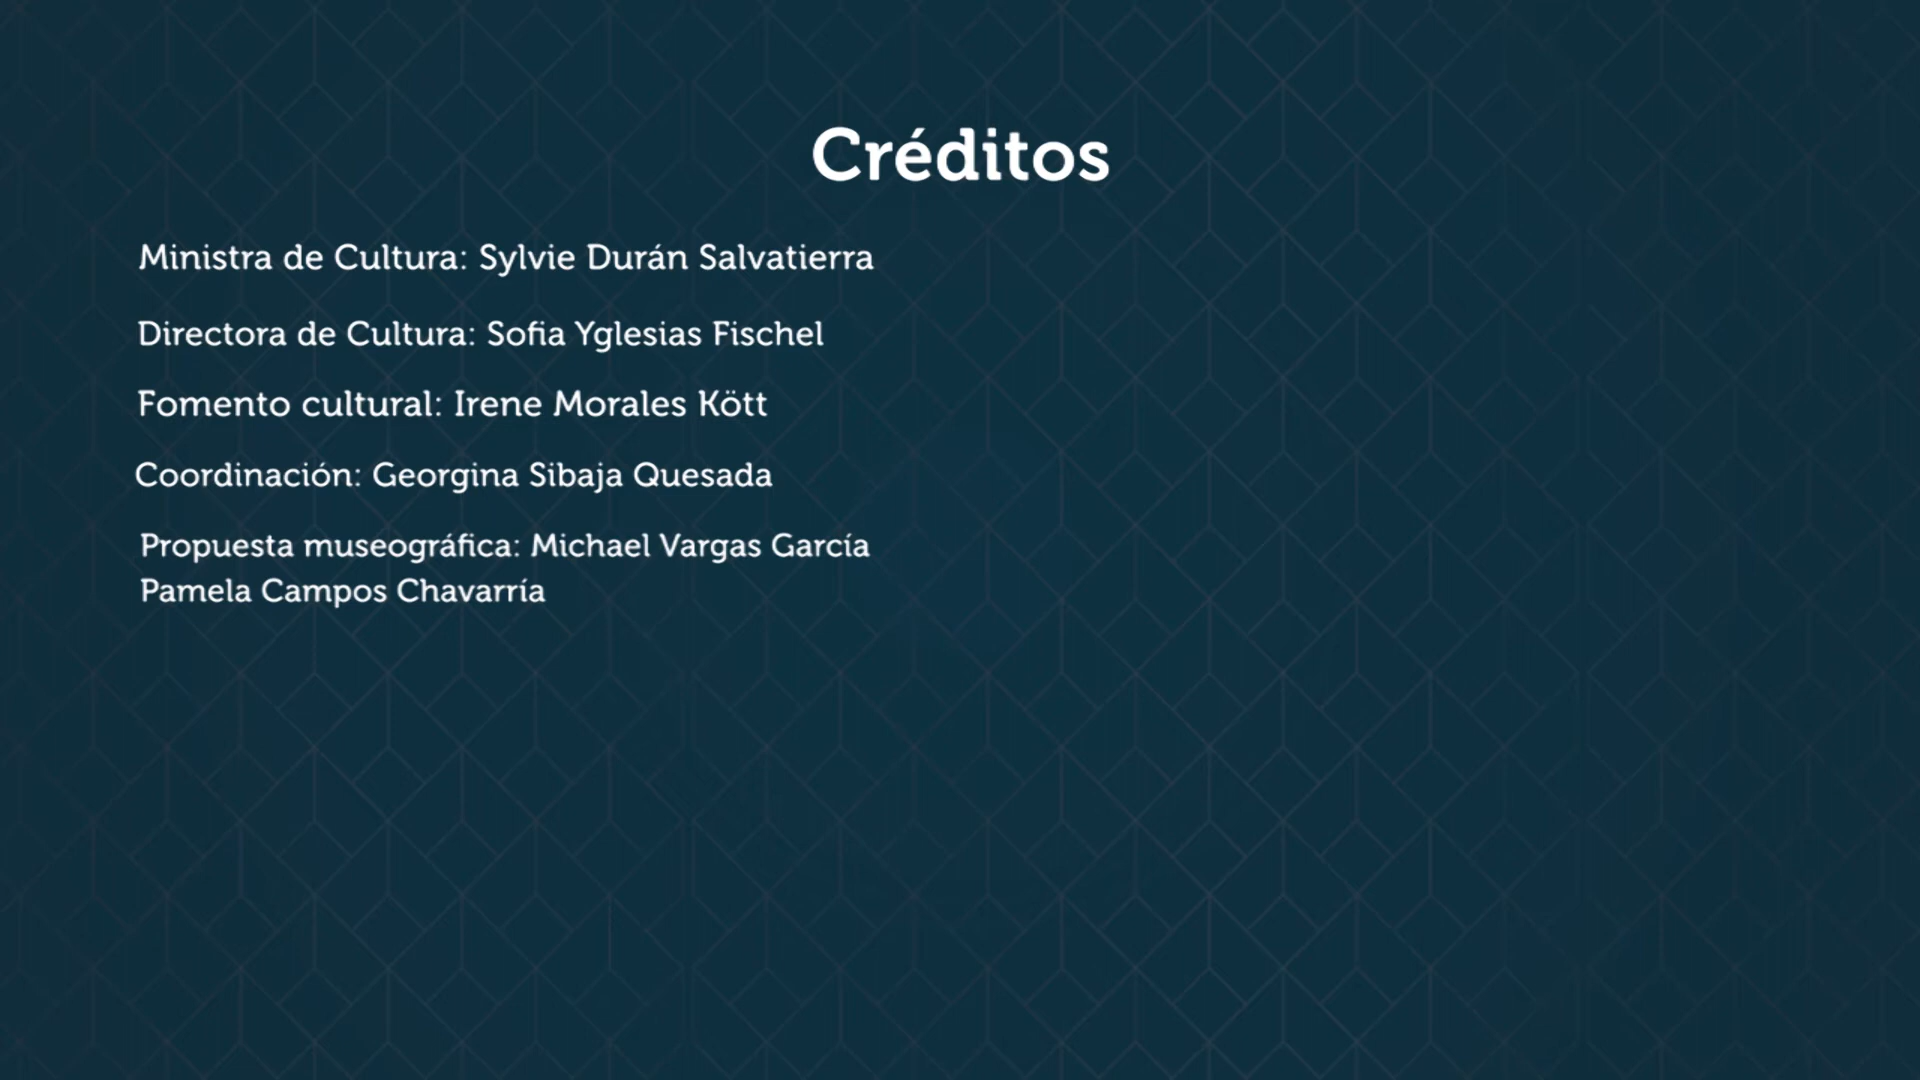 Créditos
Ministra de Cultura: Sylvie Durán Salvatierra
Directora de Cultura: Sofia Yglesias Fischel
Fomento cultural: Irene Morales Kött
Coordinación: Georgina Sibaja Quesada
Propuesta museográfica: Michael Vargas García
Pamela Campos Chavarría